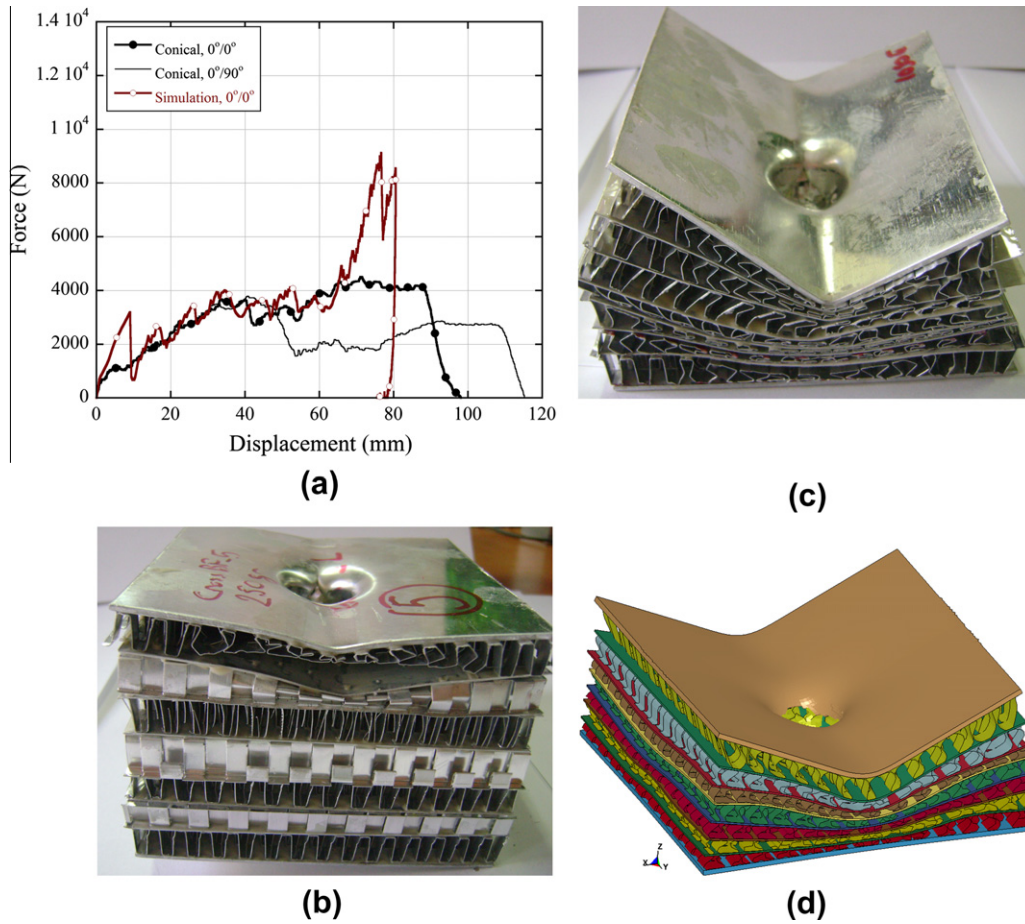 1.4 10⁴
1.2 10⁴
1 10⁴
8000
6000
4000
2000
0
Force (N)
Conical, 0°/0°
Conical, 0°/90°
Simulation, 0°/0°
0 20 40 60 80 100 120
Displacement (mm)
(a)
(c)
(b)
Z
X Y
(d)